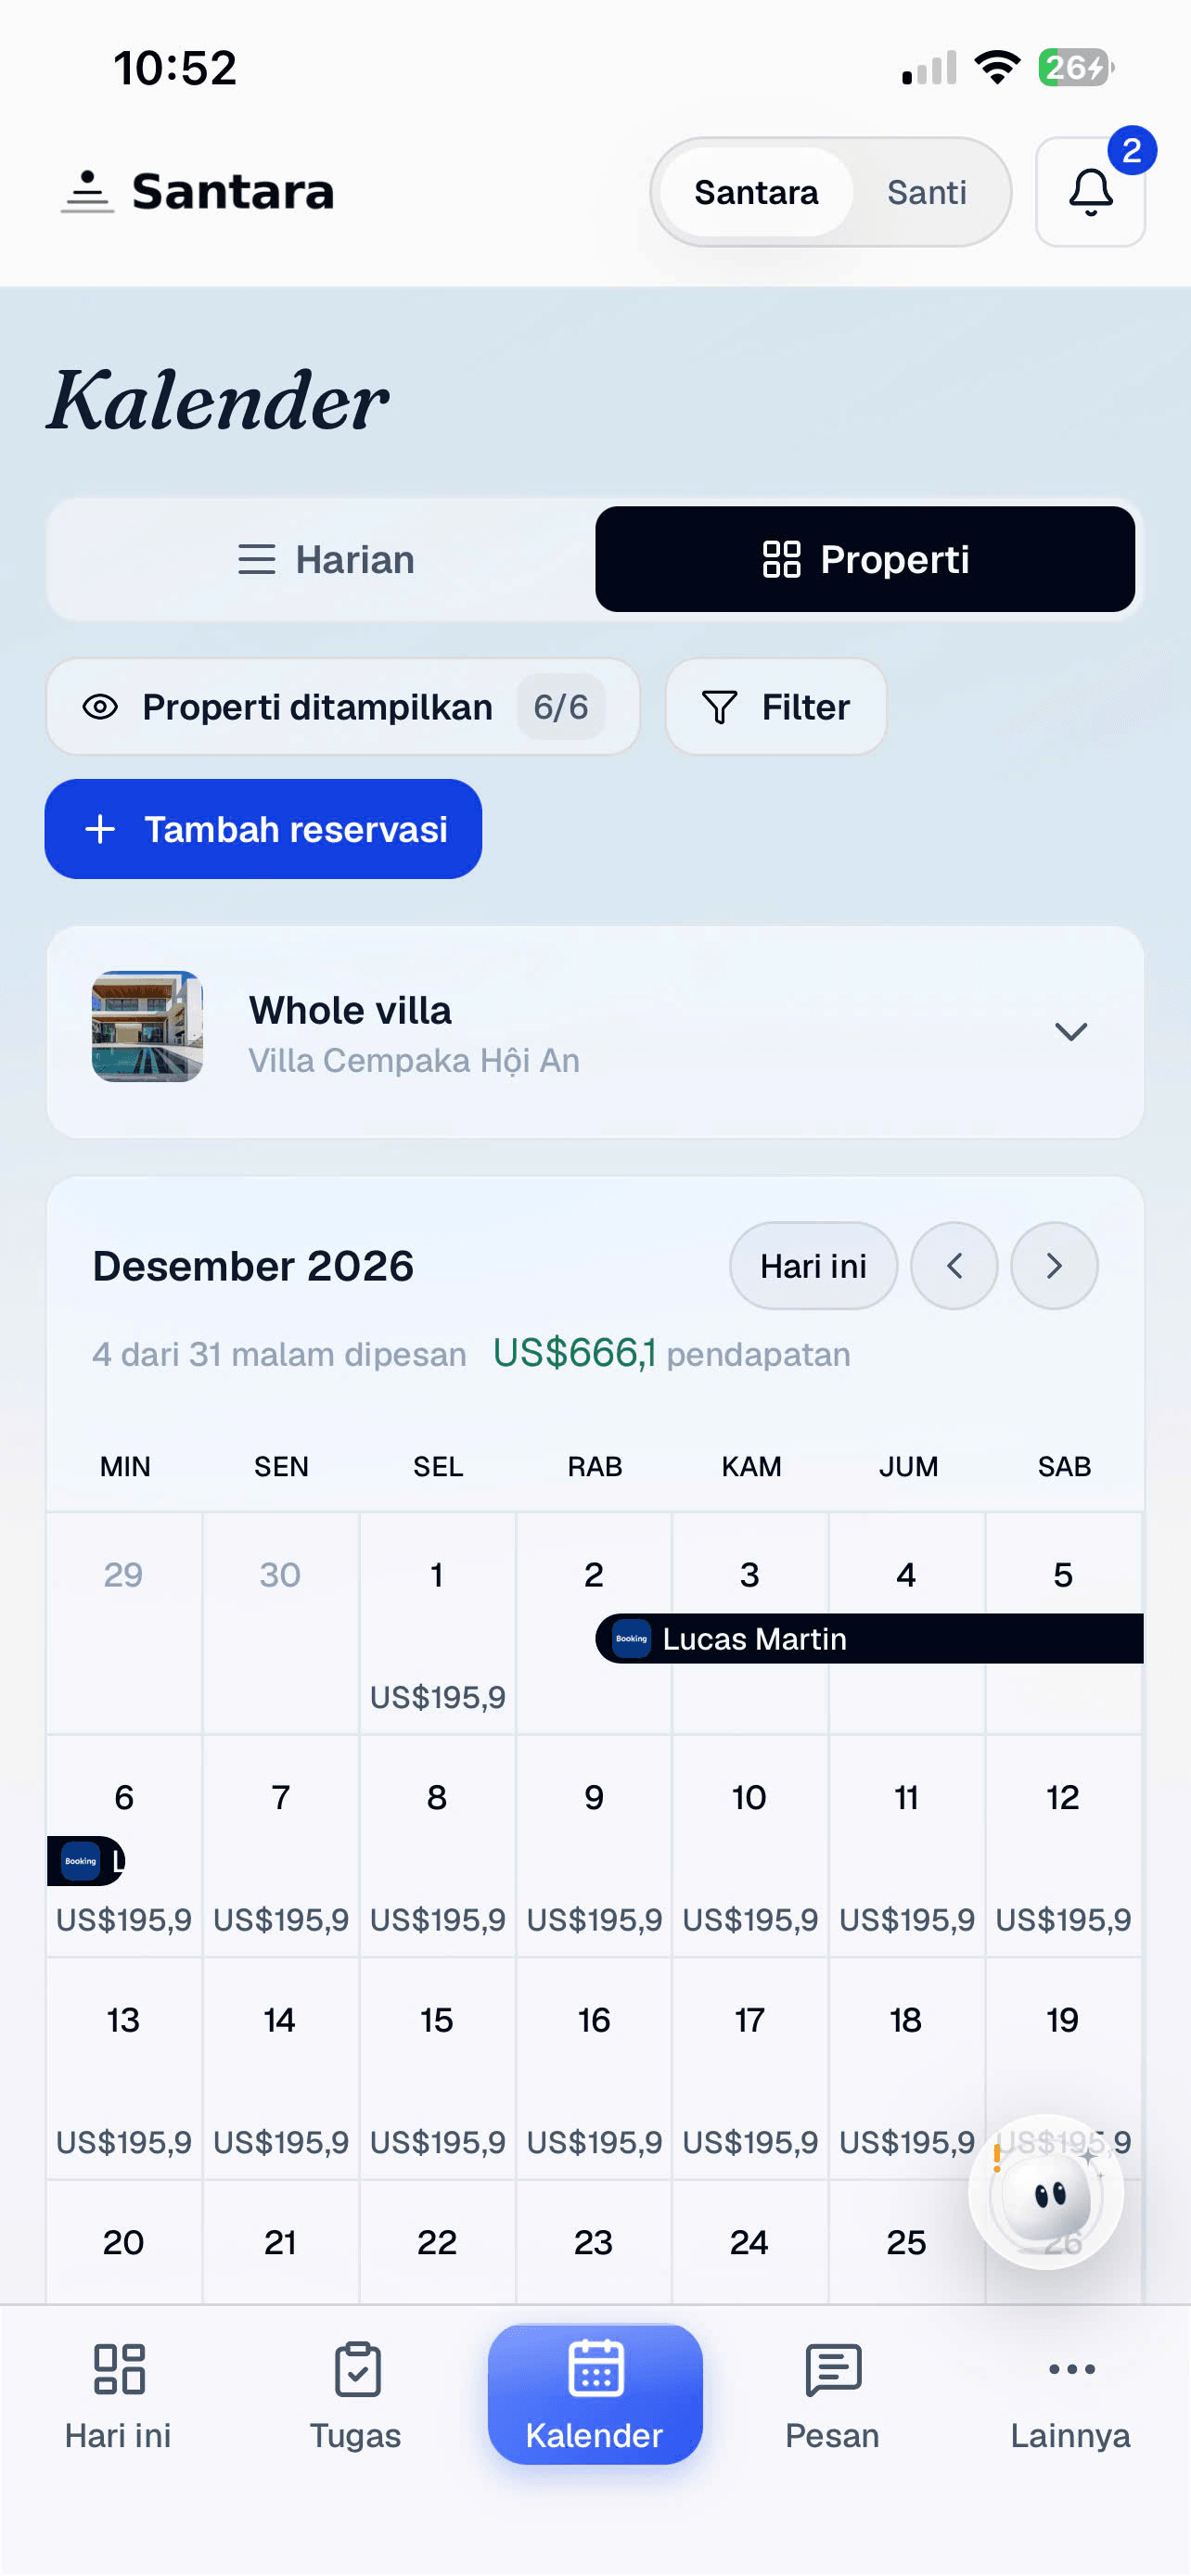 10:52
26
Santara
Santara
Santi
2
Kalender
Harian
Properti
Properti ditampilkan 6/6
Filter
Tambah reservasi
Whole villa
Villa Cempaka Hội An
Desember 2026
Hari ini
4 dari 31 malam dipesan US$666,1 pendapatan
MIN SEN SEL RAB KAM JUM SAB
29 30 1 2 3 4 5
Booking Lucas Martin
US$195,9
6 7 8 9 10 11 12
Booking L
US$195,9 US$195,9 US$195,9 US$195,9 US$195,9 US$195,9 US$195,9
13 14 15 16 17 18 19
US$195,9 US$195,9 US$195,9 US$195,9 US$195,9 US$195,9 US$195,9
20 21 22 23 24 25 26
Hari ini
Tugas
Kalender
Pesan
Lainnya